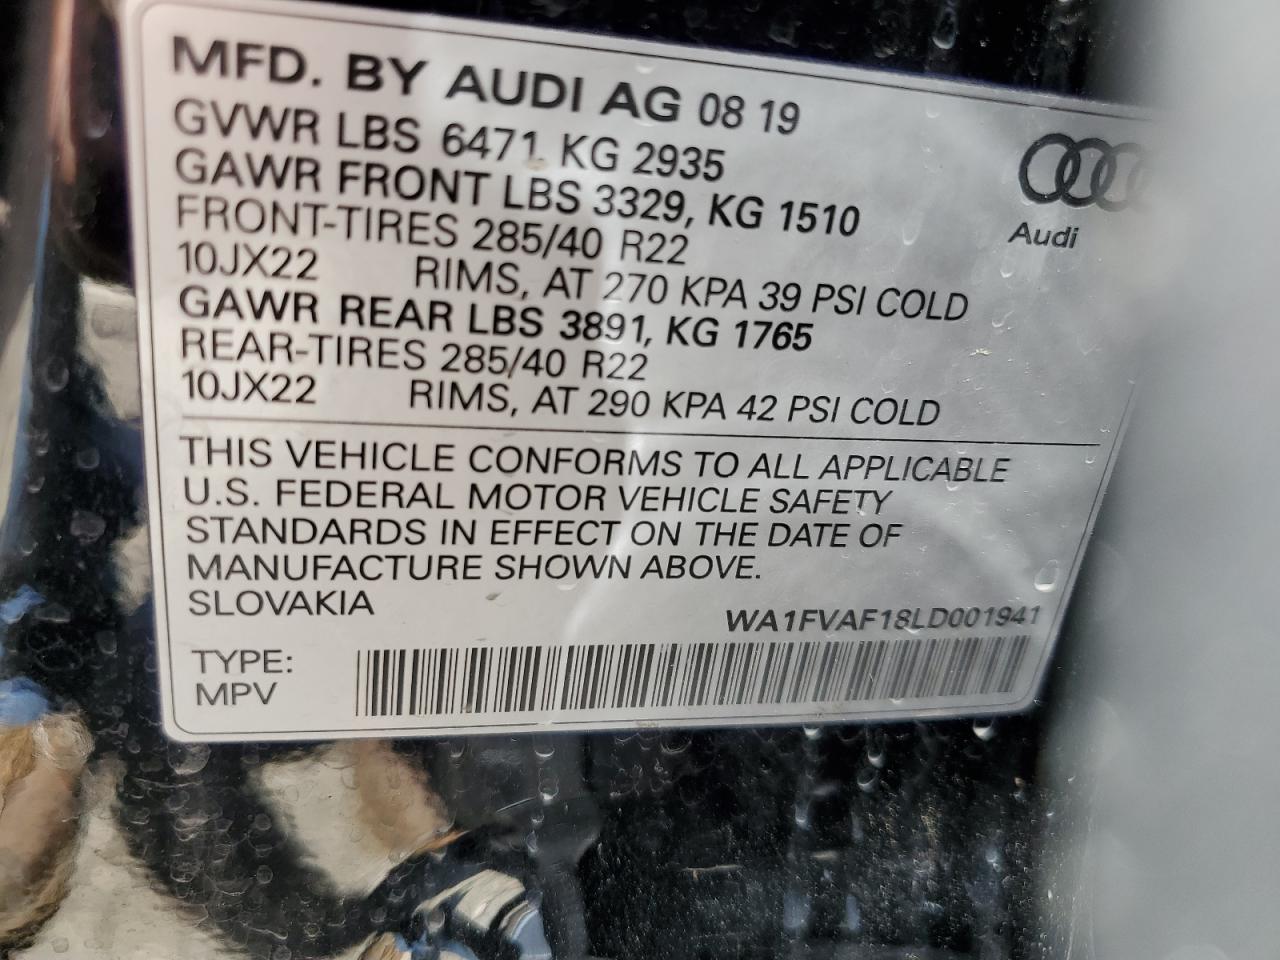 MFD. BY AUDI AG 08 19
GVWR LBS 6471 KG 2935
GAWR FRONT LBS 3329, KG 1510
FRONT-TIRES 285/40 R22
10JX22 RIMS, AT 270 KPA 39 PSI COLD
GAWR REAR LBS 3891, KG 1765
REAR-TIRES 285/40 R22
10JX22 RIMS, AT 290 KPA 42 PSI COLD
Audi
THIS VEHICLE CONFORMS TO ALL APPLICABLE
U.S. FEDERAL MOTOR VEHICLE SAFETY
STANDARDS IN EFFECT ON THE DATE OF
MANUFACTURE SHOWN ABOVE.
SLOVAKIA
WA1FVAF18LD001941
TYPE:
MPV